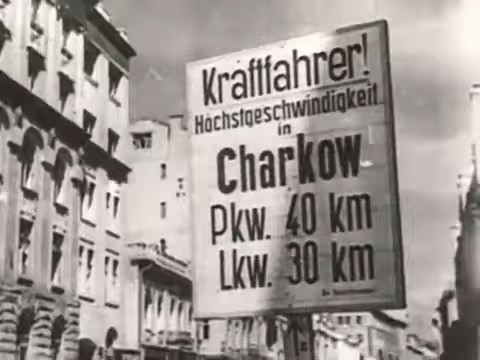 Kraftfahrer!
Höchstgeschwindigkeit
in
Charkow
Pkw. 40 km
Lkw. 30 km